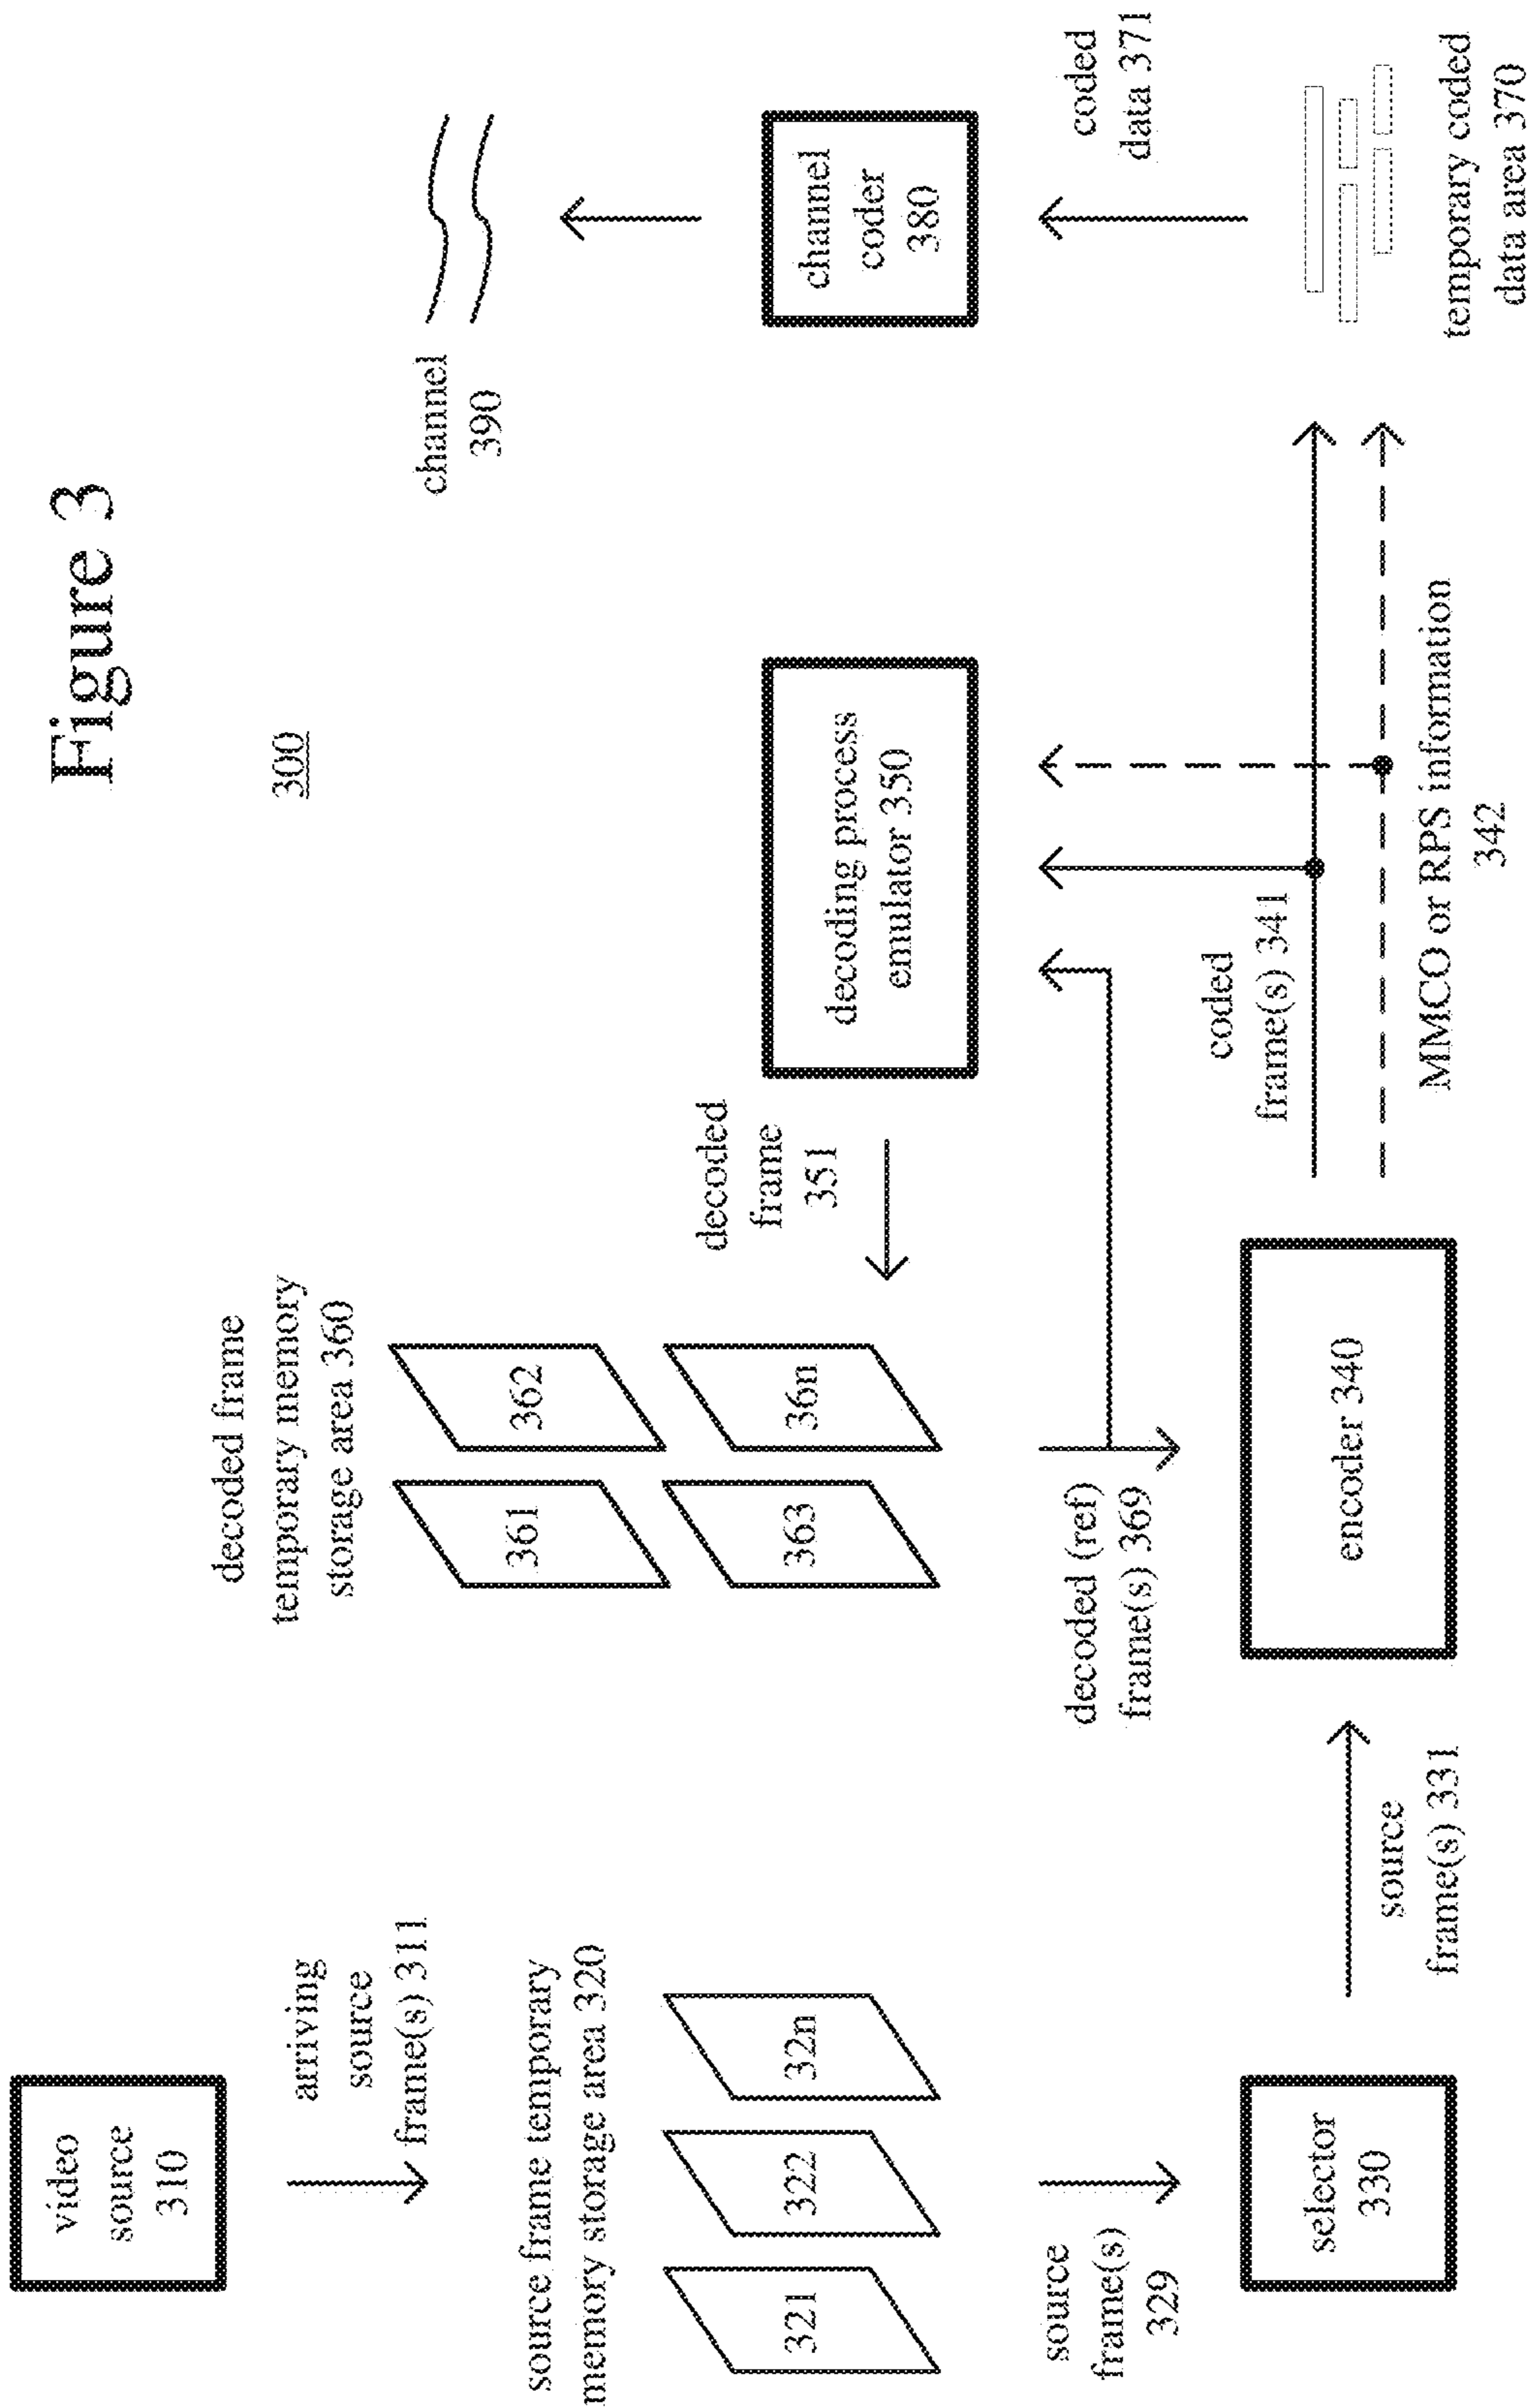 Figure 3
300
video
source
310
arriving
source
frame(s) 311
source frame temporary
memory storage area 320
321
322
32n
source
frame(s)
329
selector
330
source
frame(s) 331
decoded frame
temporary memory
storage area 360
361
362
363
36n
decoded (ref)
frame(s) 369
encoder 340
decoded
frame
351
decoding process
emulator 350
coded
frame(s) 341
MMCO or RPS information
342
channel
390
channel
coder
380
coded
data 371
temporary coded
data area 370